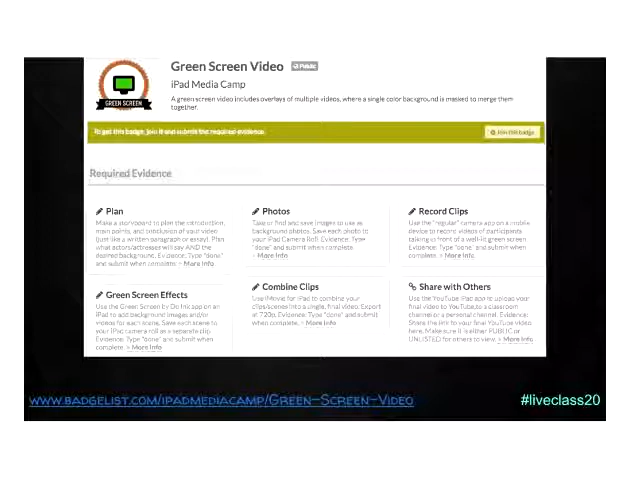 Green Screen Video Public
iPad Media Camp
A green screen video includes overlays of multiple videos, where a single color background is masked to merge them
together.
GREEN SCREEN
To get this badge, join it and submit the required evidence.
Join this badge
Required Evidence
Plan
Make a storyboard to plan the introduction,
main points, and conclusion of your video
(just like a written paragraph or essay). Plan
what actors/actresses will say AND the
desired background. Evidence: Type "done"
and submit when complete. » More Info
Photos
Take or find and save images to use as
background photos. Save each photo to
your iPad Camera Roll. Evidence: Type
"done" and submit when complete.
» More Info
Record Clips
Use the "regular" camera app on a mobile
device to record videos of participants
talking in front of a well-lit green screen.
Evidence: Type "done" and submit when
complete. » More Info
Green Screen Effects
Use the Green Screen by Do Ink app on an
iPad to add background images and/or
videos for each scene. Save each scene to
your iPad camera roll as a separate clip.
Evidence: Type "done" and submit when
complete. » More Info
Combine Clips
Use iMovie for iPad to combine your
clips/scenes into a single, final video. Export
at 720p. Evidence: Type "done" and submit
when complete. » More Info
Share with Others
Use the YouTube iPad app to upload your
final video to YouTube, to a classroom
channel or a personal channel. Evidence:
Share the link to your final YouTube video
here. Make sure it is either PUBLIC or
UNLISTED for others to view. » More Info
www.badgelist.com/ipadmediacamp/Green-Screen-Video
#liveclass20